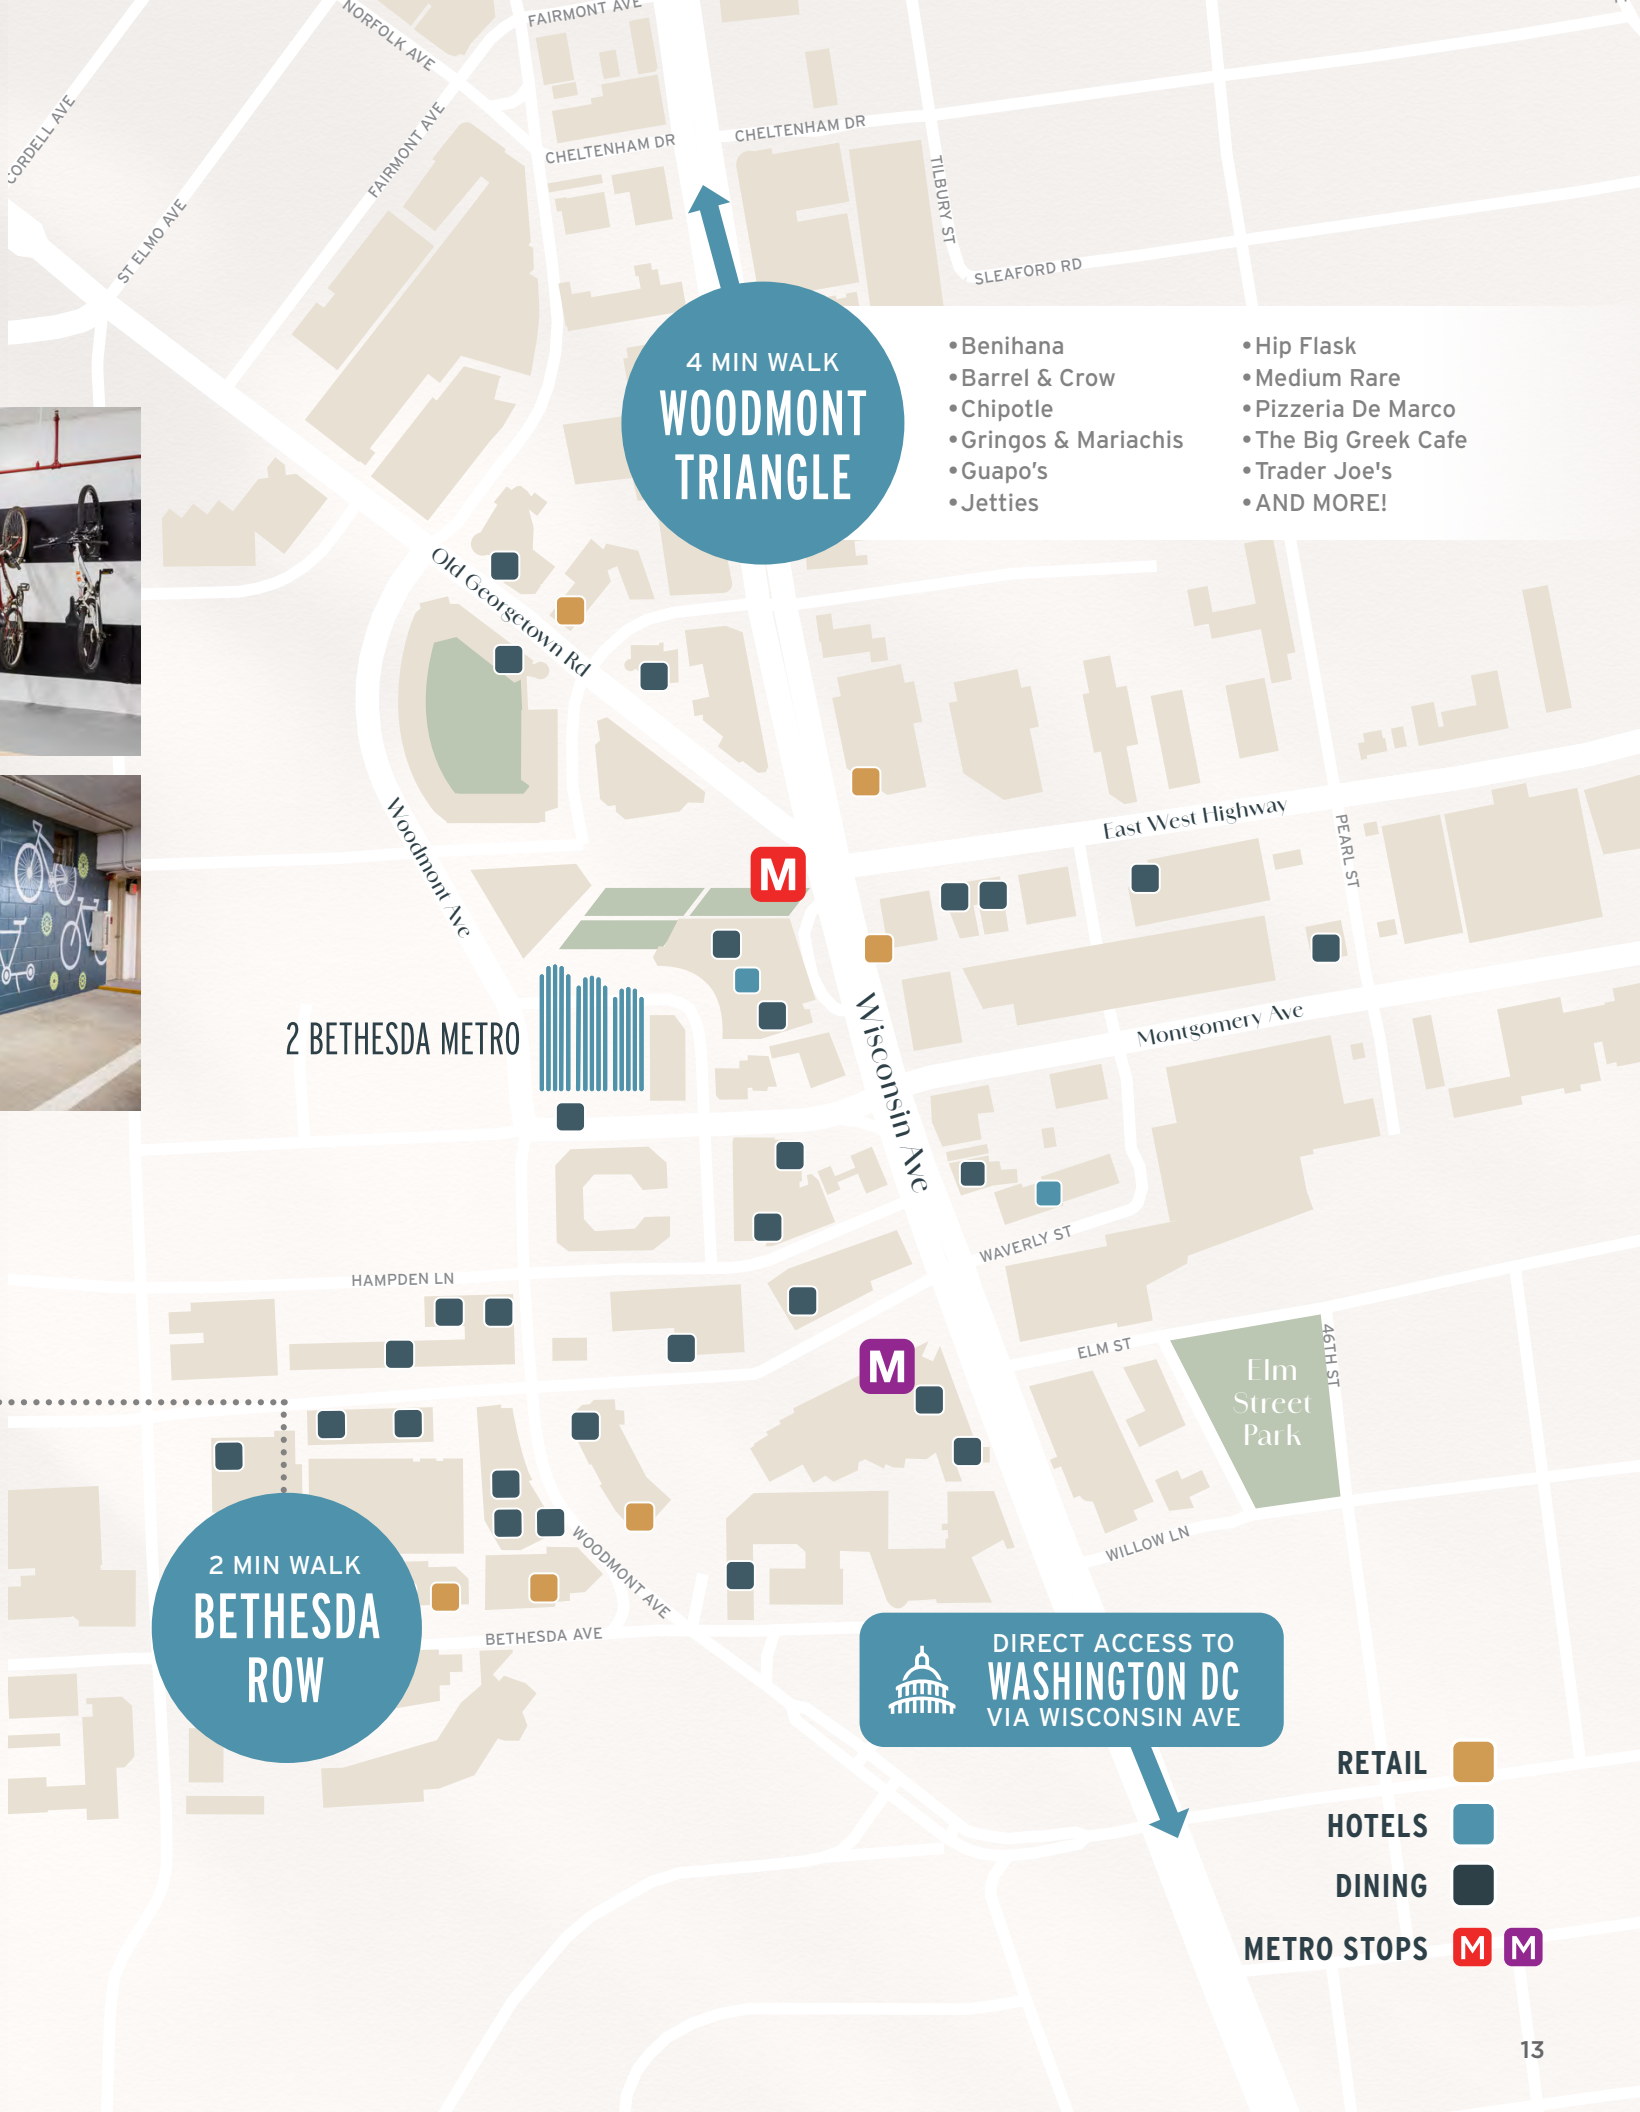 FAIRMONT AVE
NORFOLK AVE
CORDELL AVE
FAIRMONT AVE
CHELTENHAM DR
CHELTENHAM DR
TILBURY ST
ST ELMO AVE
SLEAFORD RD
4 MIN WALK
WOODMONT
TRIANGLE
•Benihana
•Barrel & Crow
•Chipotle
•Gringos & Mariachis
•Guapo’s
•Jetties
•Hip Flask
•Medium Rare
•Pizzeria De Marco
•The Big Greek Cafe
•Trader Joe's
•AND MORE!
Old Georgetown Rd
Woodmont Ave
East West Highway
PEARL ST
M
2 BETHESDA METRO
Wisconsin Ave
Montgomery Ave
WAVERLY ST
HAMPDEN LN
M
ELM ST
46TH ST
Elm
Street
Park
WILLOW LN
WOODMONT AVE
BETHESDA AVE
2 MIN WALK
BETHESDA
ROW
DIRECT ACCESS TO
WASHINGTON DC
VIA WISCONSIN AVE
RETAIL
HOTELS
DINING
METRO STOPS M M
13